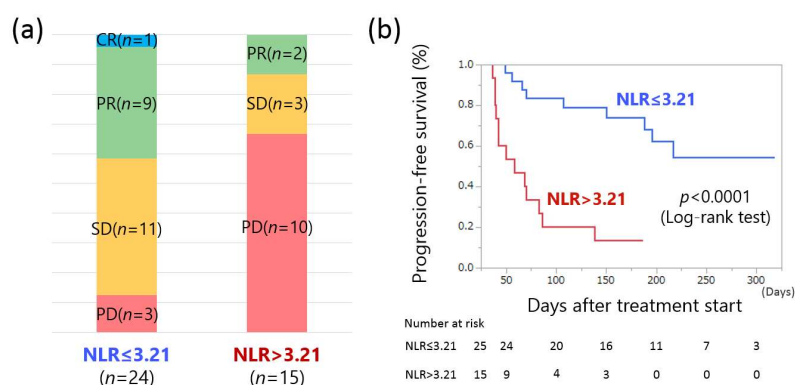 (a)
CR(n=1)
PR(n=9)
SD(n=11)
PD(n=3)
NLR≤3.21
(n=24)
PR(n=2)
SD(n=3)
PD(n=10)
NLR>3.21
(n=15)
(b)
Progression-free survival (%)
1.0
0.8
0.6
0.4
0.2
0.0
NLR≤3.21
NLR>3.21
p<0.0001
(Log-rank test)
50 100 150 200 250 300
(Days)
Days after treatment start
Number at risk
NLR≤3.21 25 24 20 16 11 7 3
NLR>3.21 15 9 4 3 0 0 0